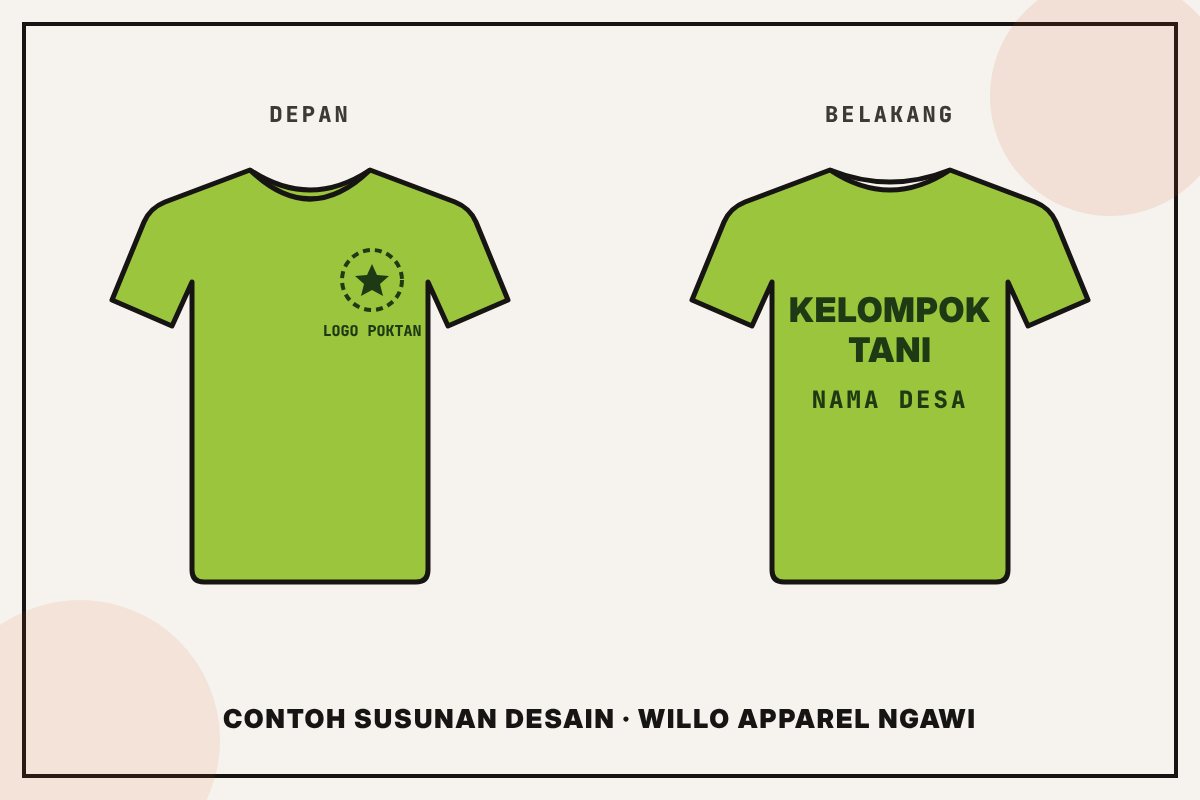 DEPAN
BELAKANG
LOGO POKTAN
KELOMPOK
TANI
NAMA DESA
CONTOH SUSUNAN DESAIN · WILLO APPAREL NGAWI